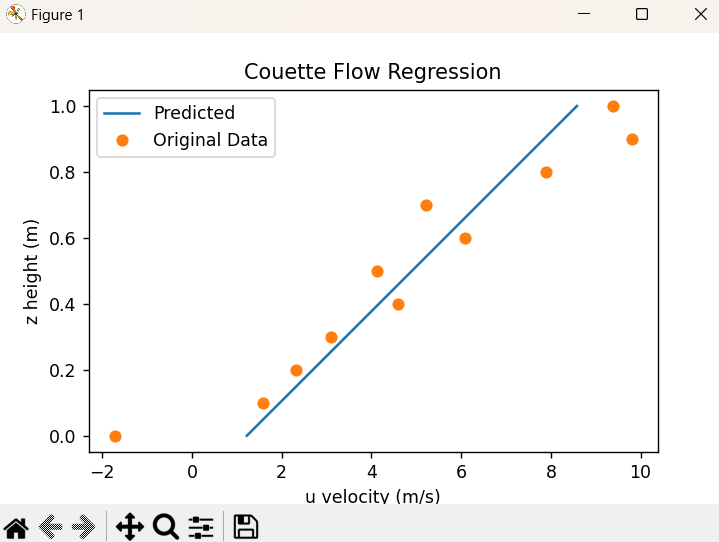 Figure 1
Couette Flow Regression
Predicted
Original Data
1.0
0.8
0.6
0.4
0.2
0.0
z height (m)
−2 0 2 4 6 8 10
u velocity (m/s)